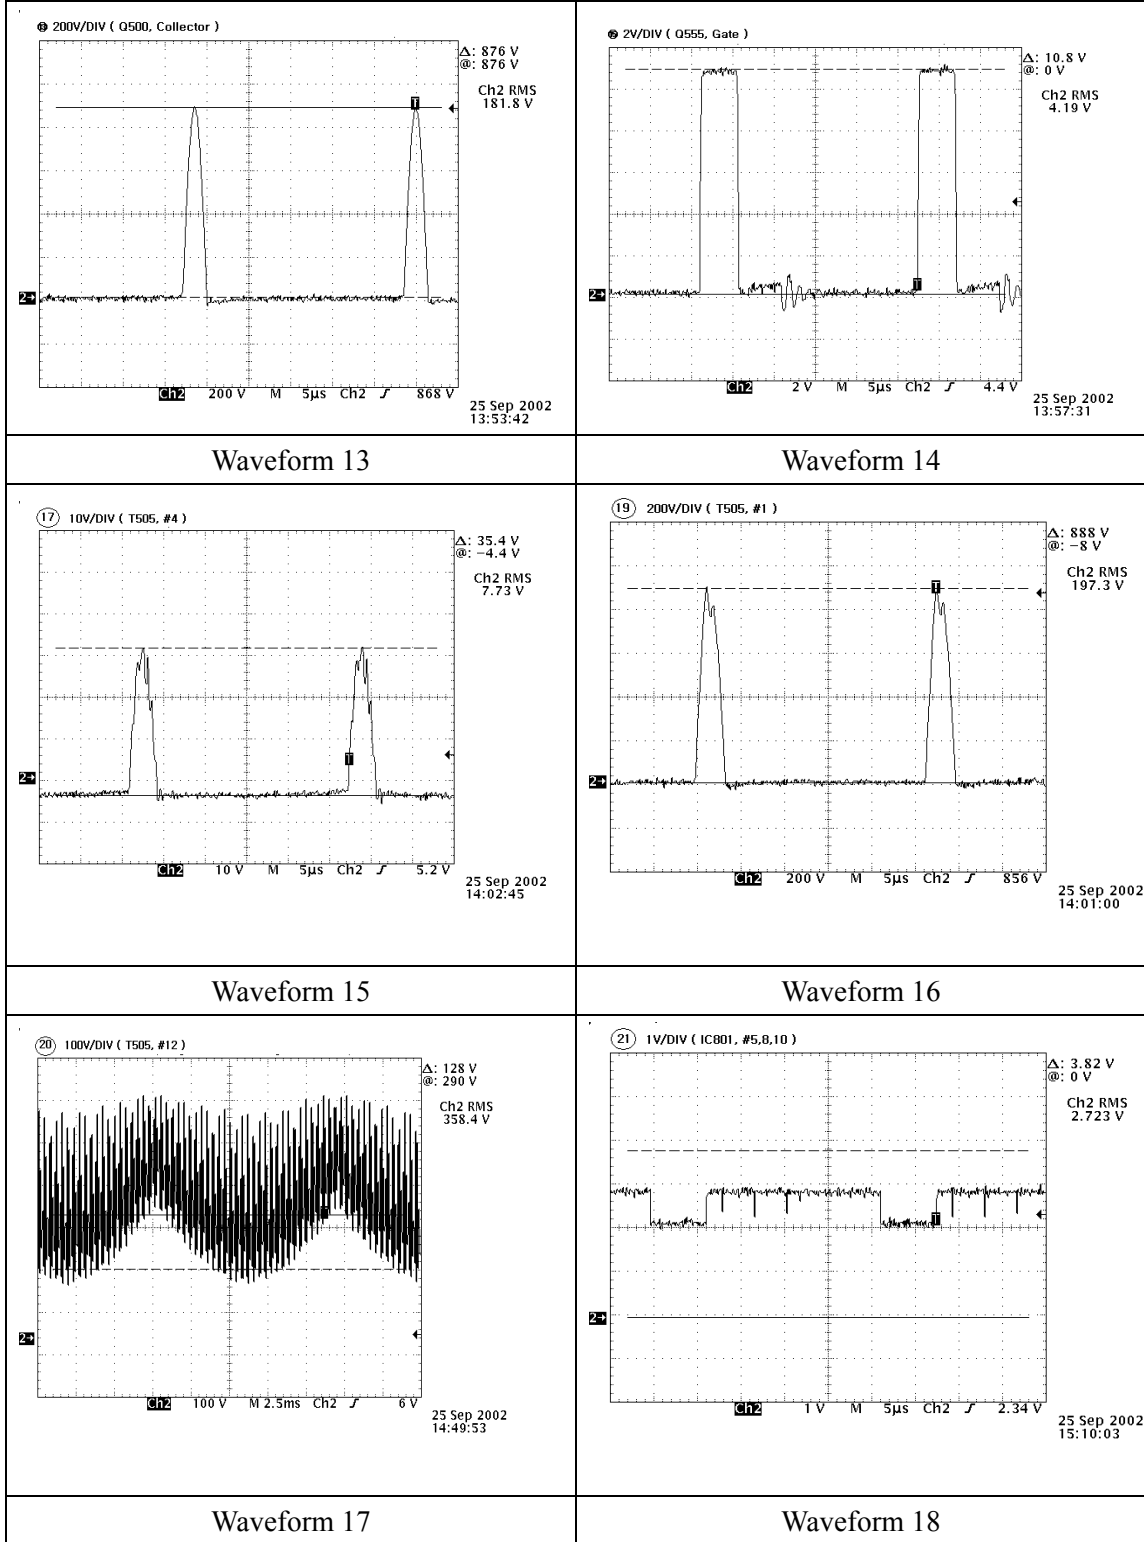 ⑬ 200V/DIV ( Q500, Collector )
Δ: 876 V
@: 876 V
Ch2 RMS
181.8 V
T
2→
Ch2 200 V M 5µs Ch2 ∫ 868 V
25 Sep 2002
13:53:42
2V/DIV ( Q555, Gate )
Δ: 10.8 V
@: 0 V
Ch2 RMS
4.19 V
T
2→
Ch2 2 V M 5µs Ch2 ∫ 4.4 V
25 Sep 2002
13:57:31
Waveform 13
Waveform 14
⑰ 10V/DIV ( T505, #4 )
Δ: 35.4 V
@: −4.4 V
Ch2 RMS
7.73 V
T
2→
Ch2 10 V M 5µs Ch2 ∫ 5.2 V
25 Sep 2002
14:02:45
⑲ 200V/DIV ( T505, #1 )
Δ: 888 V
@: −8 V
Ch2 RMS
197.3 V
T
2→
Ch2 200 V M 5µs Ch2 ∫ 856 V
25 Sep 2002
14:01:00
Waveform 15
Waveform 16
⑳ 100V/DIV ( T505, #12 )
Δ: 128 V
@: 290 V
Ch2 RMS
358.4 V
2→
Ch2 100 V M 2.5ms Ch2 ∫ 6 V
25 Sep 2002
14:49:53
㉑ 1V/DIV ( IC801, #5,8,10 )
Δ: 3.82 V
@: 0 V
Ch2 RMS
2.723 V
T
2→
Ch2 1 V M 5µs Ch2 ∫ 2.34 V
25 Sep 2002
15:10:03
Waveform 17
Waveform 18